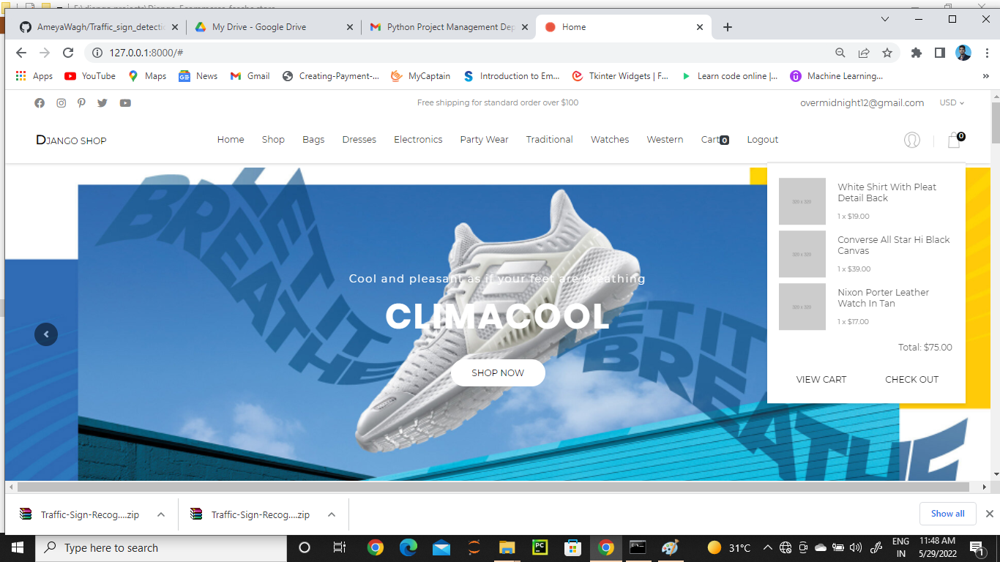 AmeyaWagh/Traffic_sign_detectic
My Drive - Google Drive
Python Project Management Dep
Home
127.0.0.1:8000/#
Apps
YouTube
Maps
News
Gmail
Creating-Payment-...
MyCaptain
Introduction to Em...
Tkinter Widgets | F...
Learn code online |...
Machine Learning...
Free shipping for standard order over $100
overmidnight12@gmail.com
USD
DJANGO SHOP
Home
Shop
Bags
Dresses
Electronics
Party Wear
Traditional
Watches
Western
Cart 0
Logout
0
LET IT
BREATHE
LET IT
BREATHE
Cool and pleasant as if your feet are breathing
CLIMACOOL
SHOP NOW
White Shirt With Pleat
Detail Back
1 x $19.00
Converse All Star Hi Black
Canvas
1 x $39.00
Nixon Porter Leather
Watch In Tan
1 x $17.00
Total: $75.00
VIEW CART
CHECK OUT
Traffic-Sign-Recog....zip
Traffic-Sign-Recog....zip
Show all
Type here to search
31°C
ENG
IN
11:48 AM
5/29/2022
1